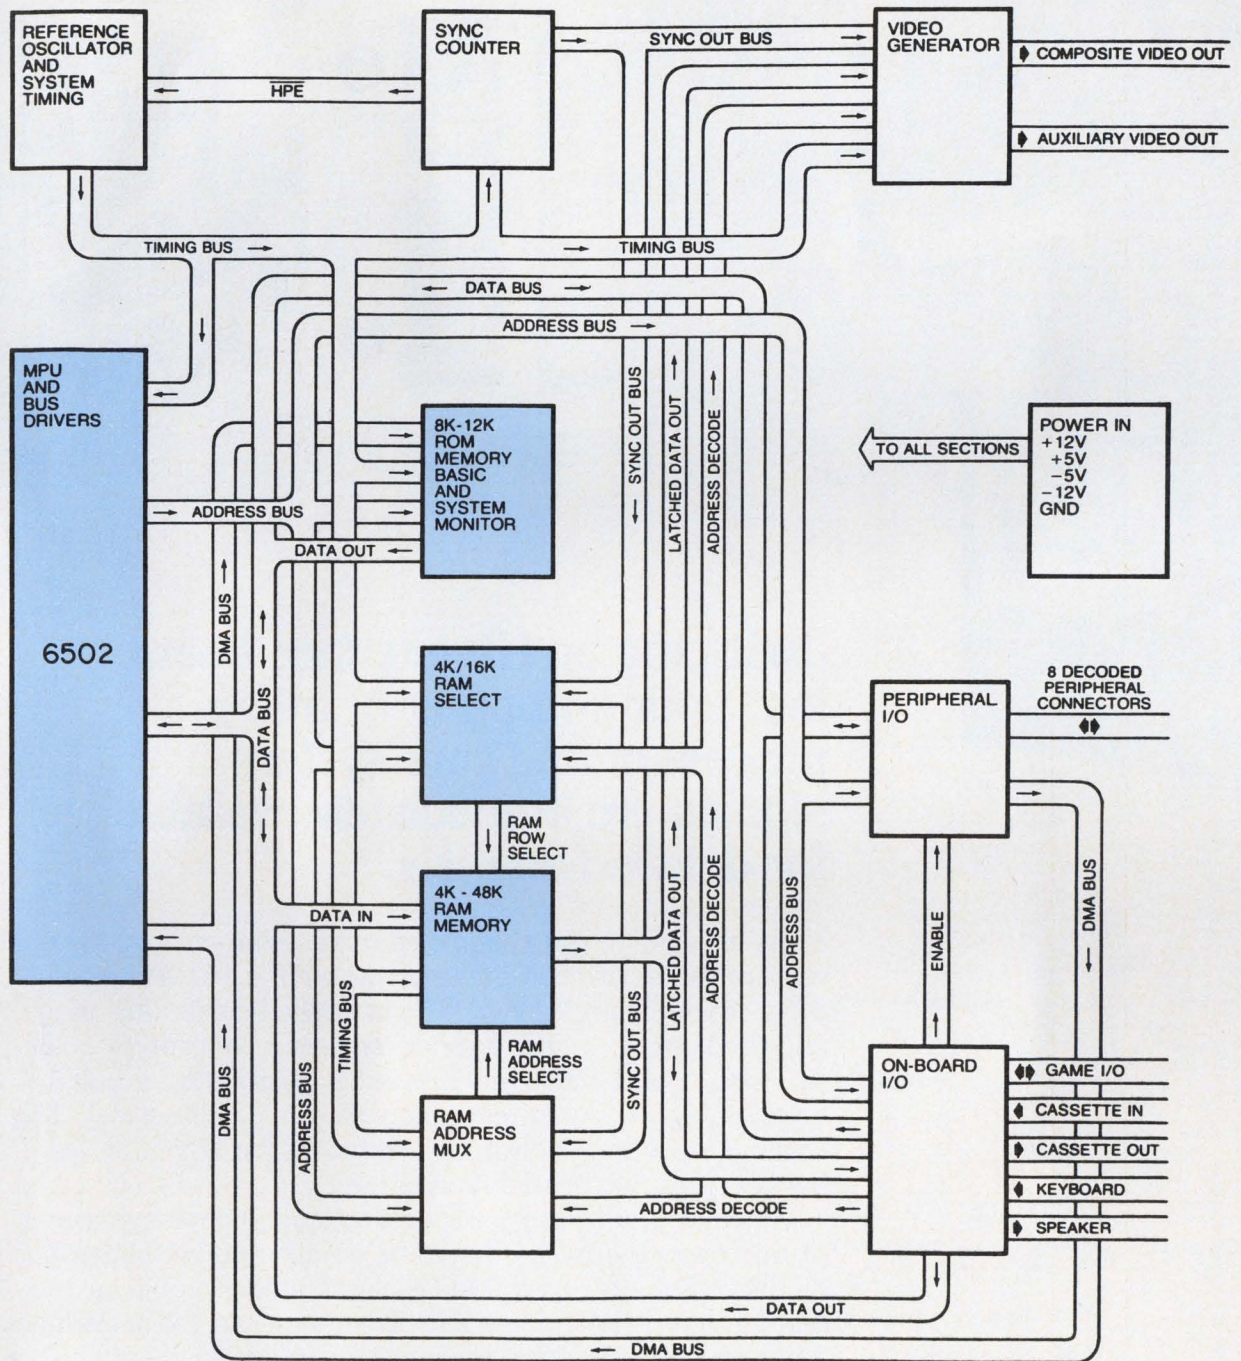 REFERENCE
OSCILLATOR
AND
SYSTEM
TIMING
HPE
SYNC
COUNTER
SYNC OUT BUS
VIDEO
GENERATOR
COMPOSITE VIDEO OUT
AUXILIARY VIDEO OUT
TIMING BUS
TIMING BUS
DATA BUS
ADDRESS BUS
MPU
AND
BUS
DRIVERS
6502
8K-12K
ROM
MEMORY
BASIC
AND
SYSTEM
MONITOR
ADDRESS BUS
DATA OUT
SYNC OUT BUS
LATCHED DATA OUT
ADDRESS DECODE
TO ALL SECTIONS
POWER IN
+12V
+5V
−5V
−12V
GND
DMA BUS
DATA BUS
4K/16K
RAM
SELECT
RAM
ROW
SELECT
PERIPHERAL
I/O
8 DECODED
PERIPHERAL
CONNECTORS
DATA IN
4K - 48K
RAM
MEMORY
LATCHED DATA OUT
ADDRESS DECODE
ADDRESS BUS
ENABLE
DMA BUS
TIMING BUS
RAM
ADDRESS
SELECT
SYNC OUT BUS
DMA BUS
ADDRESS BUS
RAM
ADDRESS
MUX
ADDRESS DECODE
ON-BOARD
I/O
GAME I/O
CASSETTE IN
CASSETTE OUT
KEYBOARD
SPEAKER
DATA OUT
DMA BUS